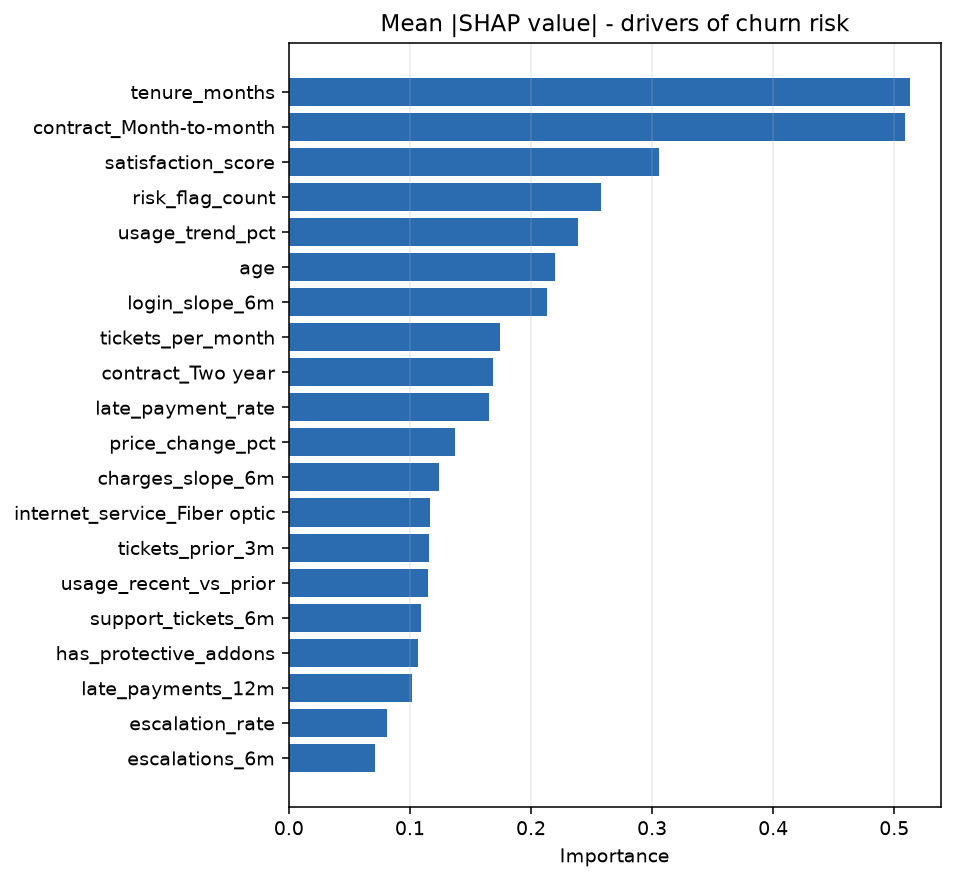 Mean |SHAP value| - drivers of churn risk
tenure_months
contract_Month-to-month
satisfaction_score
risk_flag_count
usage_trend_pct
age
login_slope_6m
tickets_per_month
contract_Two year
late_payment_rate
price_change_pct
charges_slope_6m
internet_service_Fiber optic
tickets_prior_3m
usage_recent_vs_prior
support_tickets_6m
has_protective_addons
late_payments_12m
escalation_rate
escalations_6m
0.0 0.1 0.2 0.3 0.4 0.5
Importance